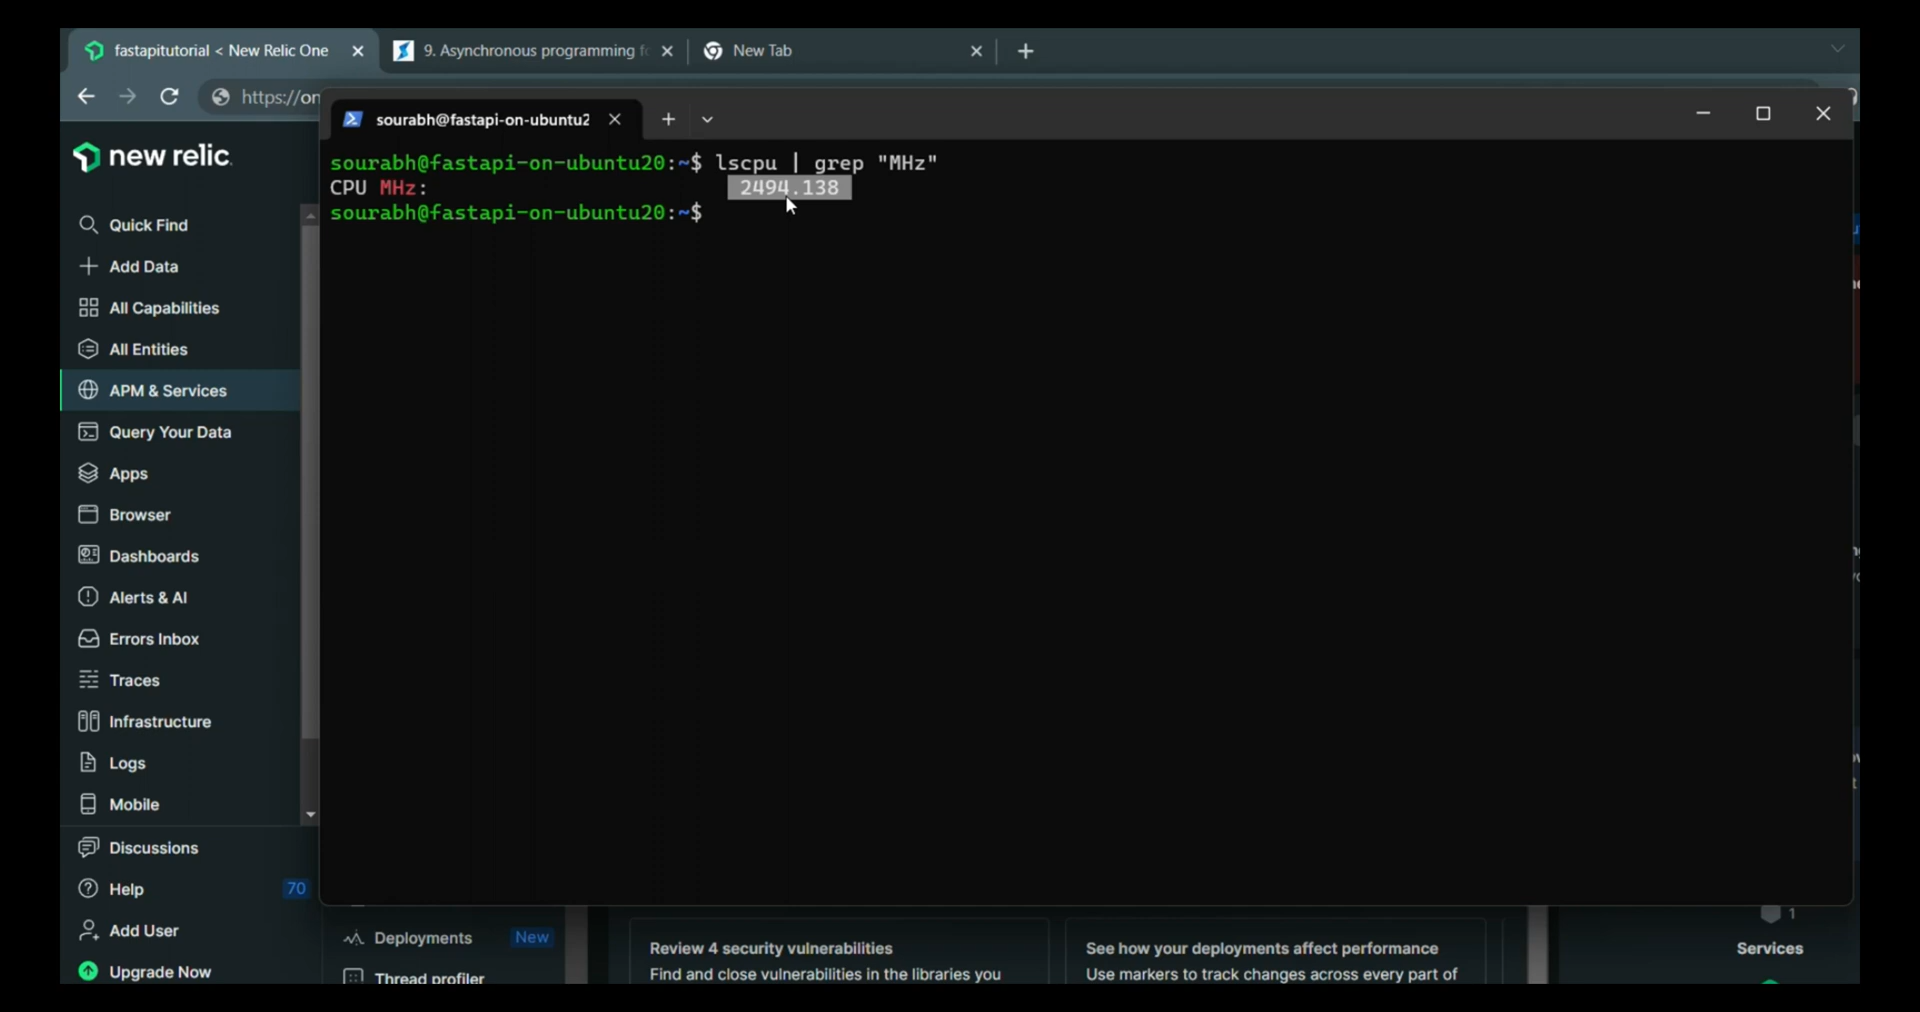 fastapitutorial < New Relic One
9. Asynchronous programming
New Tab
https://on
sourabh@fastapi-on-ubuntu2
new relic
sourabh@fastapi-on-ubuntu20:~$ lscpu | grep "MHz"
CPU MHz: 2494.138
sourabh@fastapi-on-ubuntu20:~$
Quick Find
Add Data
All Capabilities
All Entities
APM & Services
Query Your Data
Apps
Browser
Dashboards
Alerts & AI
Errors Inbox
Traces
Infrastructure
Logs
Mobile
Discussions
Help 70
Add User
Upgrade Now
Deployments New
Thread profiler
Review 4 security vulnerabilities
Find and close vulnerabilities in the libraries you
See how your deployments affect performance
Use markers to track changes across every part of
1
Services